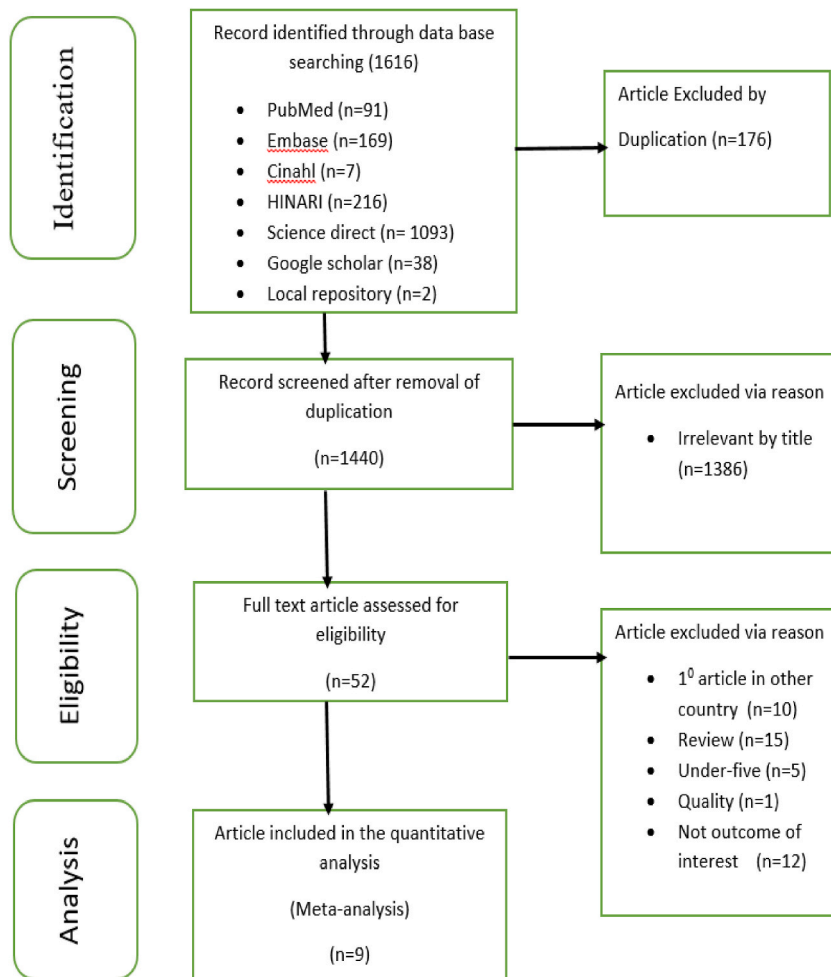 Identification
Record identified through data base
searching (1616)
• PubMed (n=91)
• Embase (n=169)
• Cinahl (n=7)
• HINARI (n=216)
• Science direct (n= 1093)
• Google scholar (n=38)
• Local repository (n=2)
Article Excluded by
Duplication (n=176)
Screening
Record screened after removal of
duplication
(n=1440)
Article excluded via reason
• Irrelevant by title
(n=1386)
Eligibility
Full text article assessed for
eligibility
(n=52)
Article excluded via reason
• 1⁰ article in other
country (n=10)
• Review (n=15)
• Under-five (n=5)
• Quality (n=1)
• Not outcome of
interest (n=12)
Analysis
Article included in the quantitative
analysis
(Meta-analysis)
(n=9)